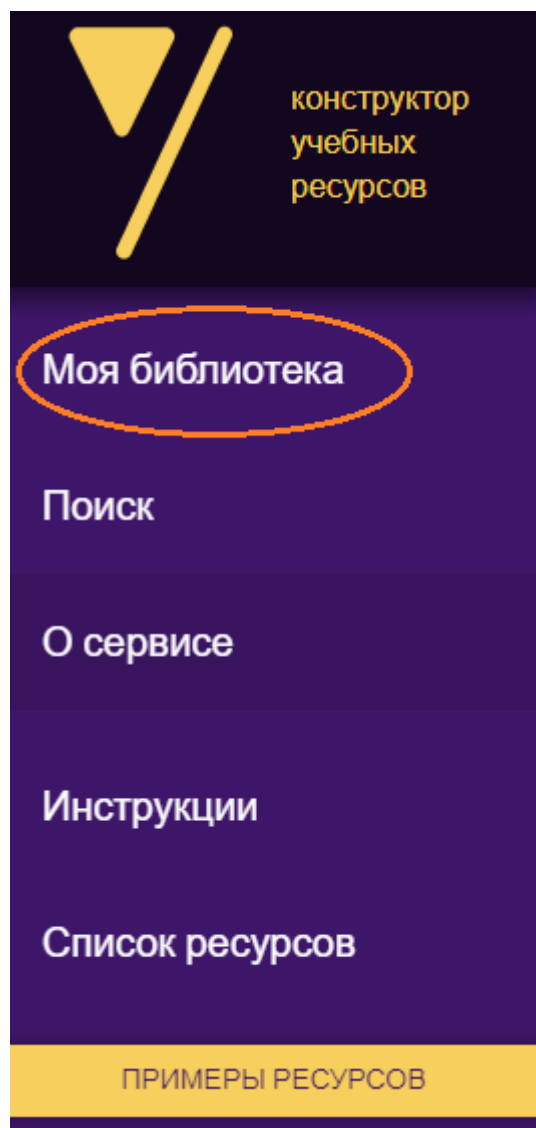 конструктор
учебных
ресурсов
Моя библиотека
Поиск
О сервисе
Инструкции
Список ресурсов
ПРИМЕРЫ РЕСУРСОВ